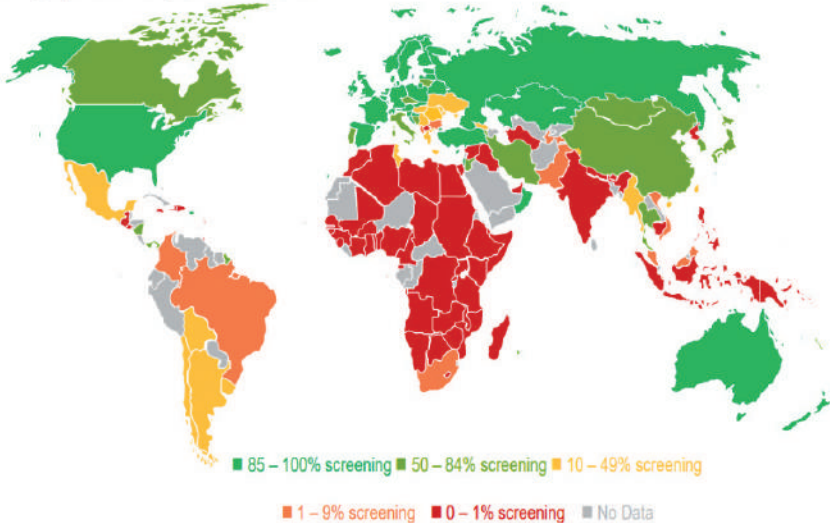 85 – 100% screening 50 – 84% screening 10 – 49% screening
1 – 9% screening 0 – 1% screening No Data